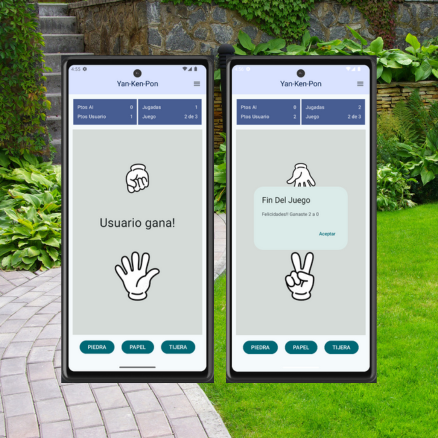 4:55
Yan-Ken-Pon
Ptos Ai 0 Jugadas 1
Ptos Usuario 1 Juego 2 de 3
Usuario gana!
PIEDRA PAPEL TIJERA
Yan-Ken-Pon
Ptos Ai 0 Jugadas 2
Ptos Usuario 2 Juego 2 de 3
Fin Del Juego
Felicidades!! Ganaste 2 a 0
Aceptar
PIEDRA PAPEL TIJERA